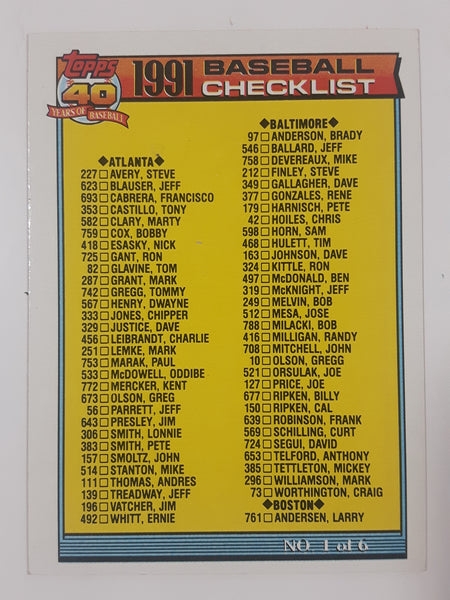 Topps
40
YEARS OF BASEBALL
1991 BASEBALL
CHECKLIST
◆ATLANTA◆
227□AVERY, STEVE
623□BLAUSER, JEFF
693□CABRERA, FRANCISCO
353□CASTILLO, TONY
582□CLARY, MARTY
759□COX, BOBBY
418□ESASKY, NICK
725□GANT, RON
82□GLAVINE, TOM
287□GRANT, MARK
742□GREGG, TOMMY
567□HENRY, DWAYNE
333□JONES, CHIPPER
329□JUSTICE, DAVE
456□LEIBRANDT, CHARLIE
251□LEMKE, MARK
753□MARAK, PAUL
533□McDOWELL, ODDIBE
772□MERCKER, KENT
673□OLSON, GREG
56□PARRETT, JEFF
643□PRESLEY, JIM
306□SMITH, LONNIE
383□SMITH, PETE
157□SMOLTZ, JOHN
514□STANTON, MIKE
111□THOMAS, ANDRES
139□TREADWAY, JEFF
196□VATCHER, JIM
492□WHITT, ERNIE
◆BALTIMORE◆
97□ANDERSON, BRADY
546□BALLARD, JEFF
758□DEVEREAUX, MIKE
212□FINLEY, STEVE
349□GALLAGHER, DAVE
377□GONZALES, RENE
179□HARNISCH, PETE
42□HOILES, CHRIS
598□HORN, SAM
468□HULETT, TIM
163□JOHNSON, DAVE
324□KITTLE, RON
497□McDONALD, BEN
319□McKNIGHT, JEFF
249□MELVIN, BOB
512□MESA, JOSE
788□MILACKI, BOB
416□MILLIGAN, RANDY
708□MITCHELL, JOHN
10□OLSON, GREGG
521□ORSULAK, JOE
127□PRICE, JOE
677□RIPKEN, BILLY
150□RIPKEN, CAL
639□ROBINSON, FRANK
569□SCHILLING, CURT
724□SEGUI, DAVID
653□TELFORD, ANTHONY
385□TETTLETON, MICKEY
296□WILLIAMSON, MARK
73□WORTHINGTON, CRAIG
◆BOSTON◆
761□ANDERSEN, LARRY
NO. 1 of 6